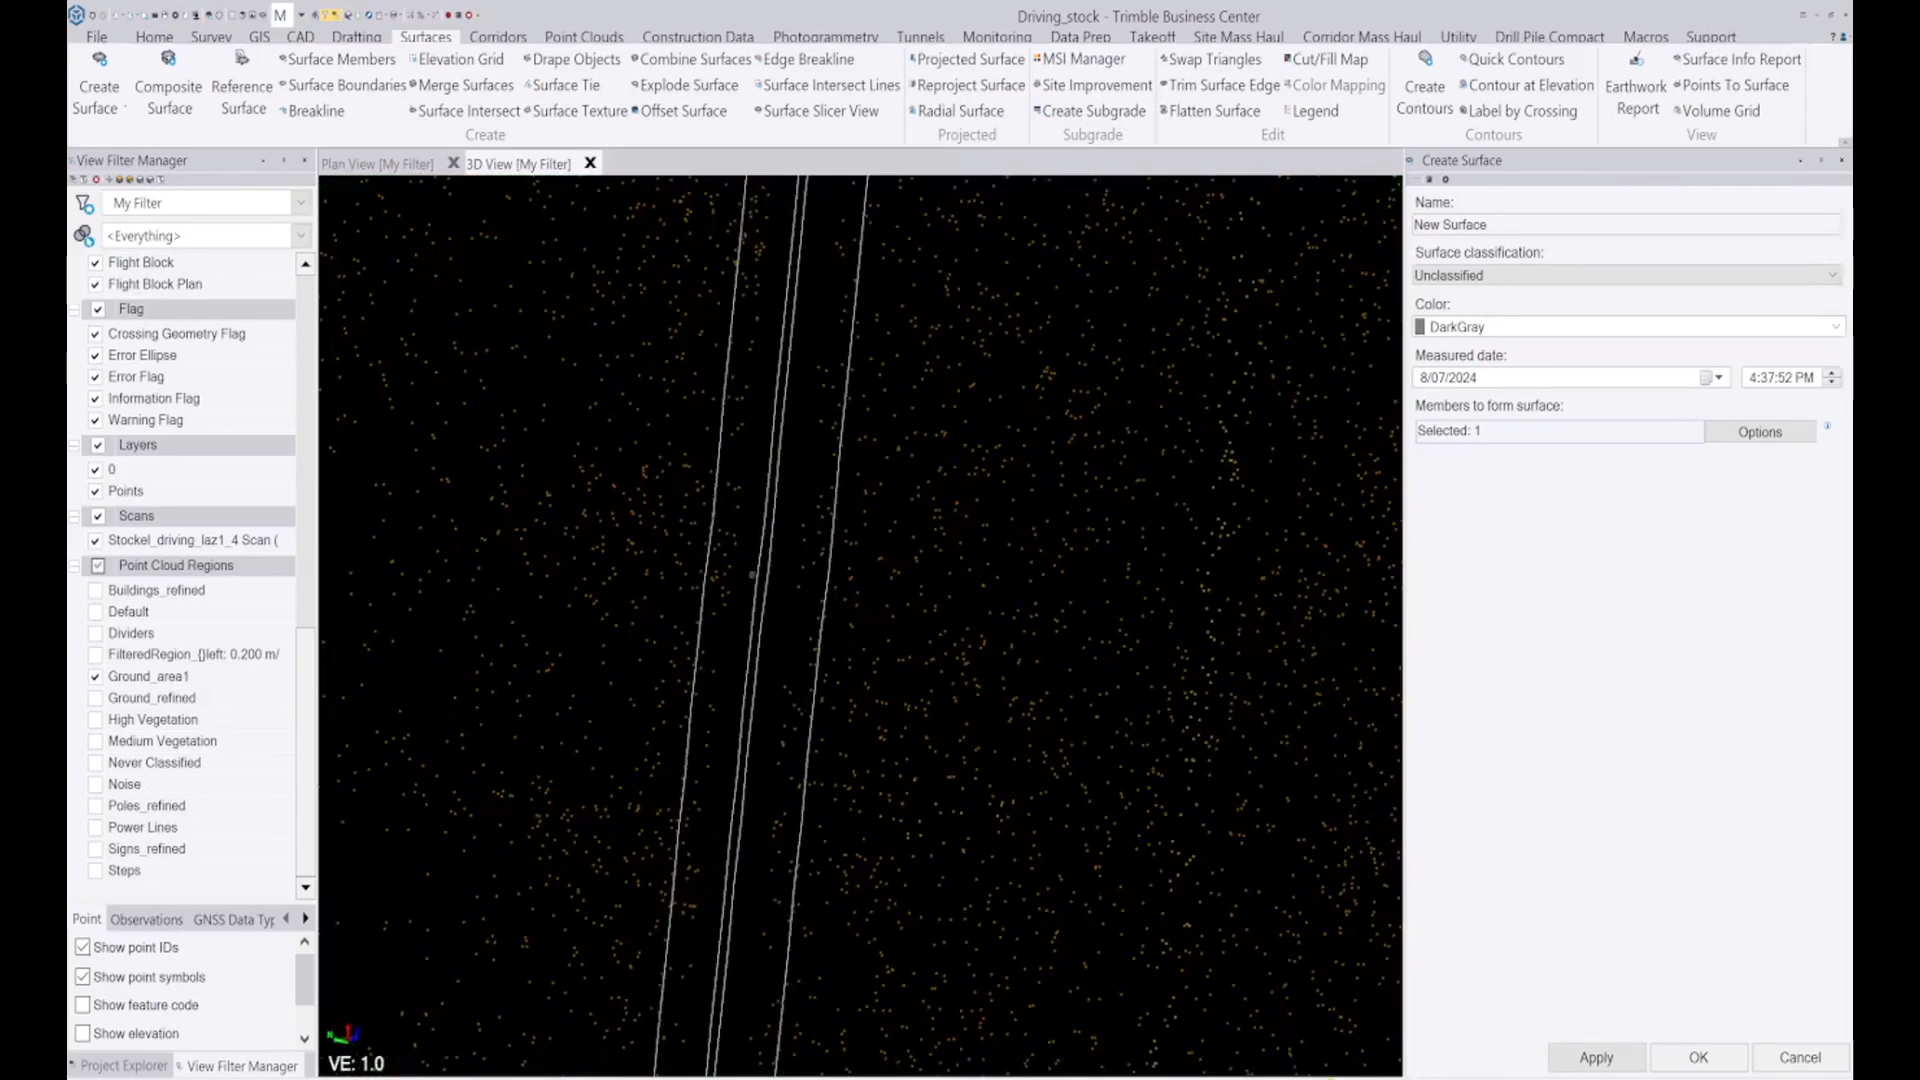 M
Driving_stock - Trimble Business Center
File Home Survey GIS CAD Drafting Surfaces Corridors Point Clouds Construction Data Photogrammetry Tunnels Monitoring Data Prep Takeoff Site Mass Haul Corridor Mass Haul Utility Drill Pile Compact Macros Support
Create Surface
Composite Surface
Reference Surface
Surface Members
Surface Boundaries
Breakline
Elevation Grid
Merge Surfaces
Surface Intersect
Drape Objects
Surface Tie
Surface Texture
Combine Surfaces
Explode Surface
Offset Surface
Edge Breakline
Surface Intersect Lines
Surface Slicer View
Create
Projected Surface
Reproject Surface
Radial Surface
Projected
MSI Manager
Site Improvement
Create Subgrade
Subgrade
Swap Triangles
Trim Surface Edge
Flatten Surface
Cut/Fill Map
Color Mapping
Legend
Edit
Create Contours
Quick Contours
Contour at Elevation
Label by Crossing
Contours
Earthwork Report
Surface Info Report
Points To Surface
Volume Grid
View
View Filter Manager
My Filter
<Everything>
Flight Block
Flight Block Plan
Flag
Crossing Geometry Flag
Error Ellipse
Error Flag
Information Flag
Warning Flag
Layers
0
Points
Scans
Stockel_driving_laz1_4 Scan (
Point Cloud Regions
Buildings_refined
Default
Dividers
FilteredRegion_{}left: 0.200 m/
Ground_area1
Ground_refined
High Vegetation
Medium Vegetation
Never Classified
Noise
Poles_refined
Power Lines
Signs_refined
Steps
Point Observations GNSS Data Typ
Show point IDs
Show point symbols
Show feature code
Show elevation
Project Explorer View Filter Manager
Plan View [My Filter]
3D View [My Filter]
VE: 1.0
Create Surface
Name:
New Surface
Surface classification:
Unclassified
Color:
DarkGray
Measured date:
8/07/2024 4:37:52 PM
Members to form surface:
Selected: 1 Options
Apply OK Cancel